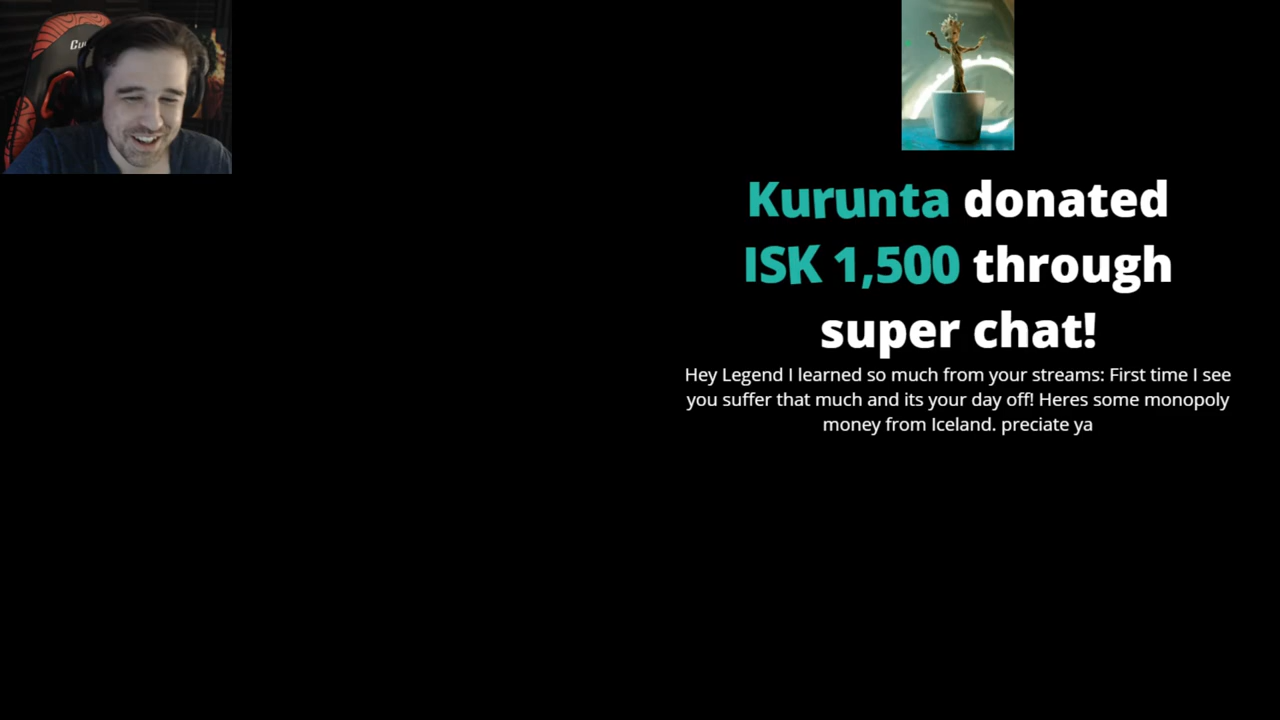 Kurunta donated
ISK 1,500 through
super chat!
Hey Legend I learned so much from your streams: First time I see
you suffer that much and its your day off! Heres some monopoly
money from Iceland. preciate ya